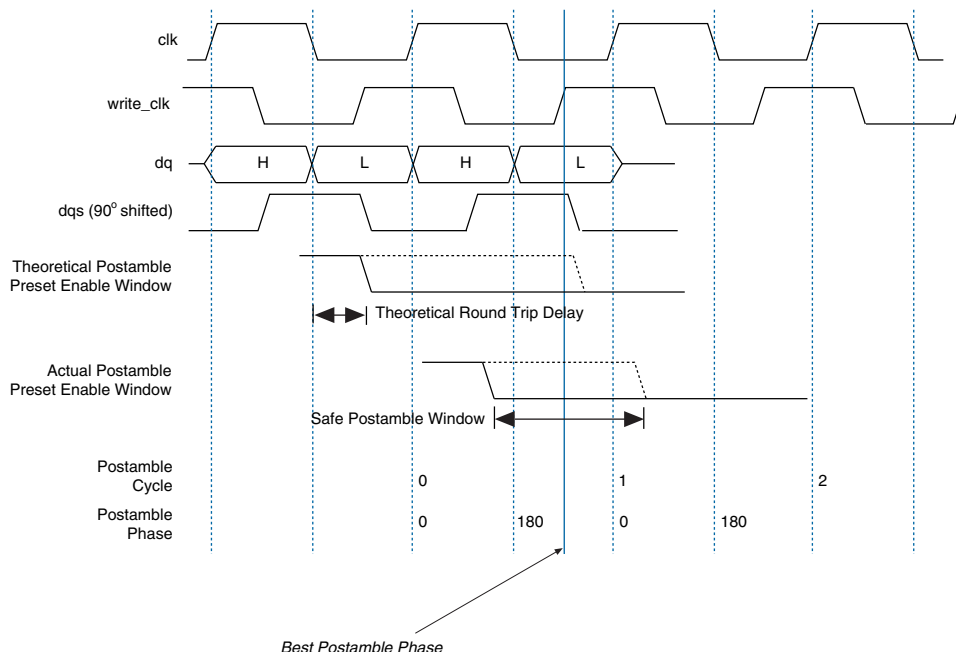 clk
write_clk
dq
H L H L
dqs (90° shifted)
Theoretical Postamble
Preset Enable Window
Theoretical Round Trip Delay
Actual Postamble
Preset Enable Window
Safe Postamble Window
Postamble
Cycle
0 1 2
Postamble
Phase
0 180 0 180
Best Postamble Phase